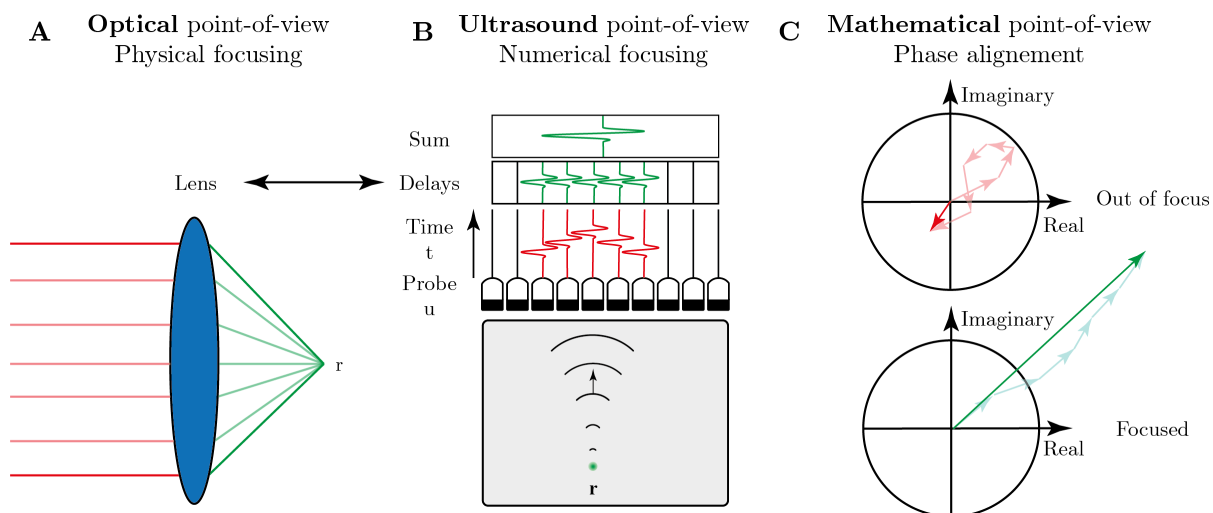 A
Optical point-of-view
Physical focusing
Lens
r
B
Ultrasound point-of-view
Numerical focusing
Sum
Delays
Time
t
Probe
u
r
C
Mathematical point-of-view
Phase alignement
Imaginary
Real
Out of focus
Imaginary
Real
Focused